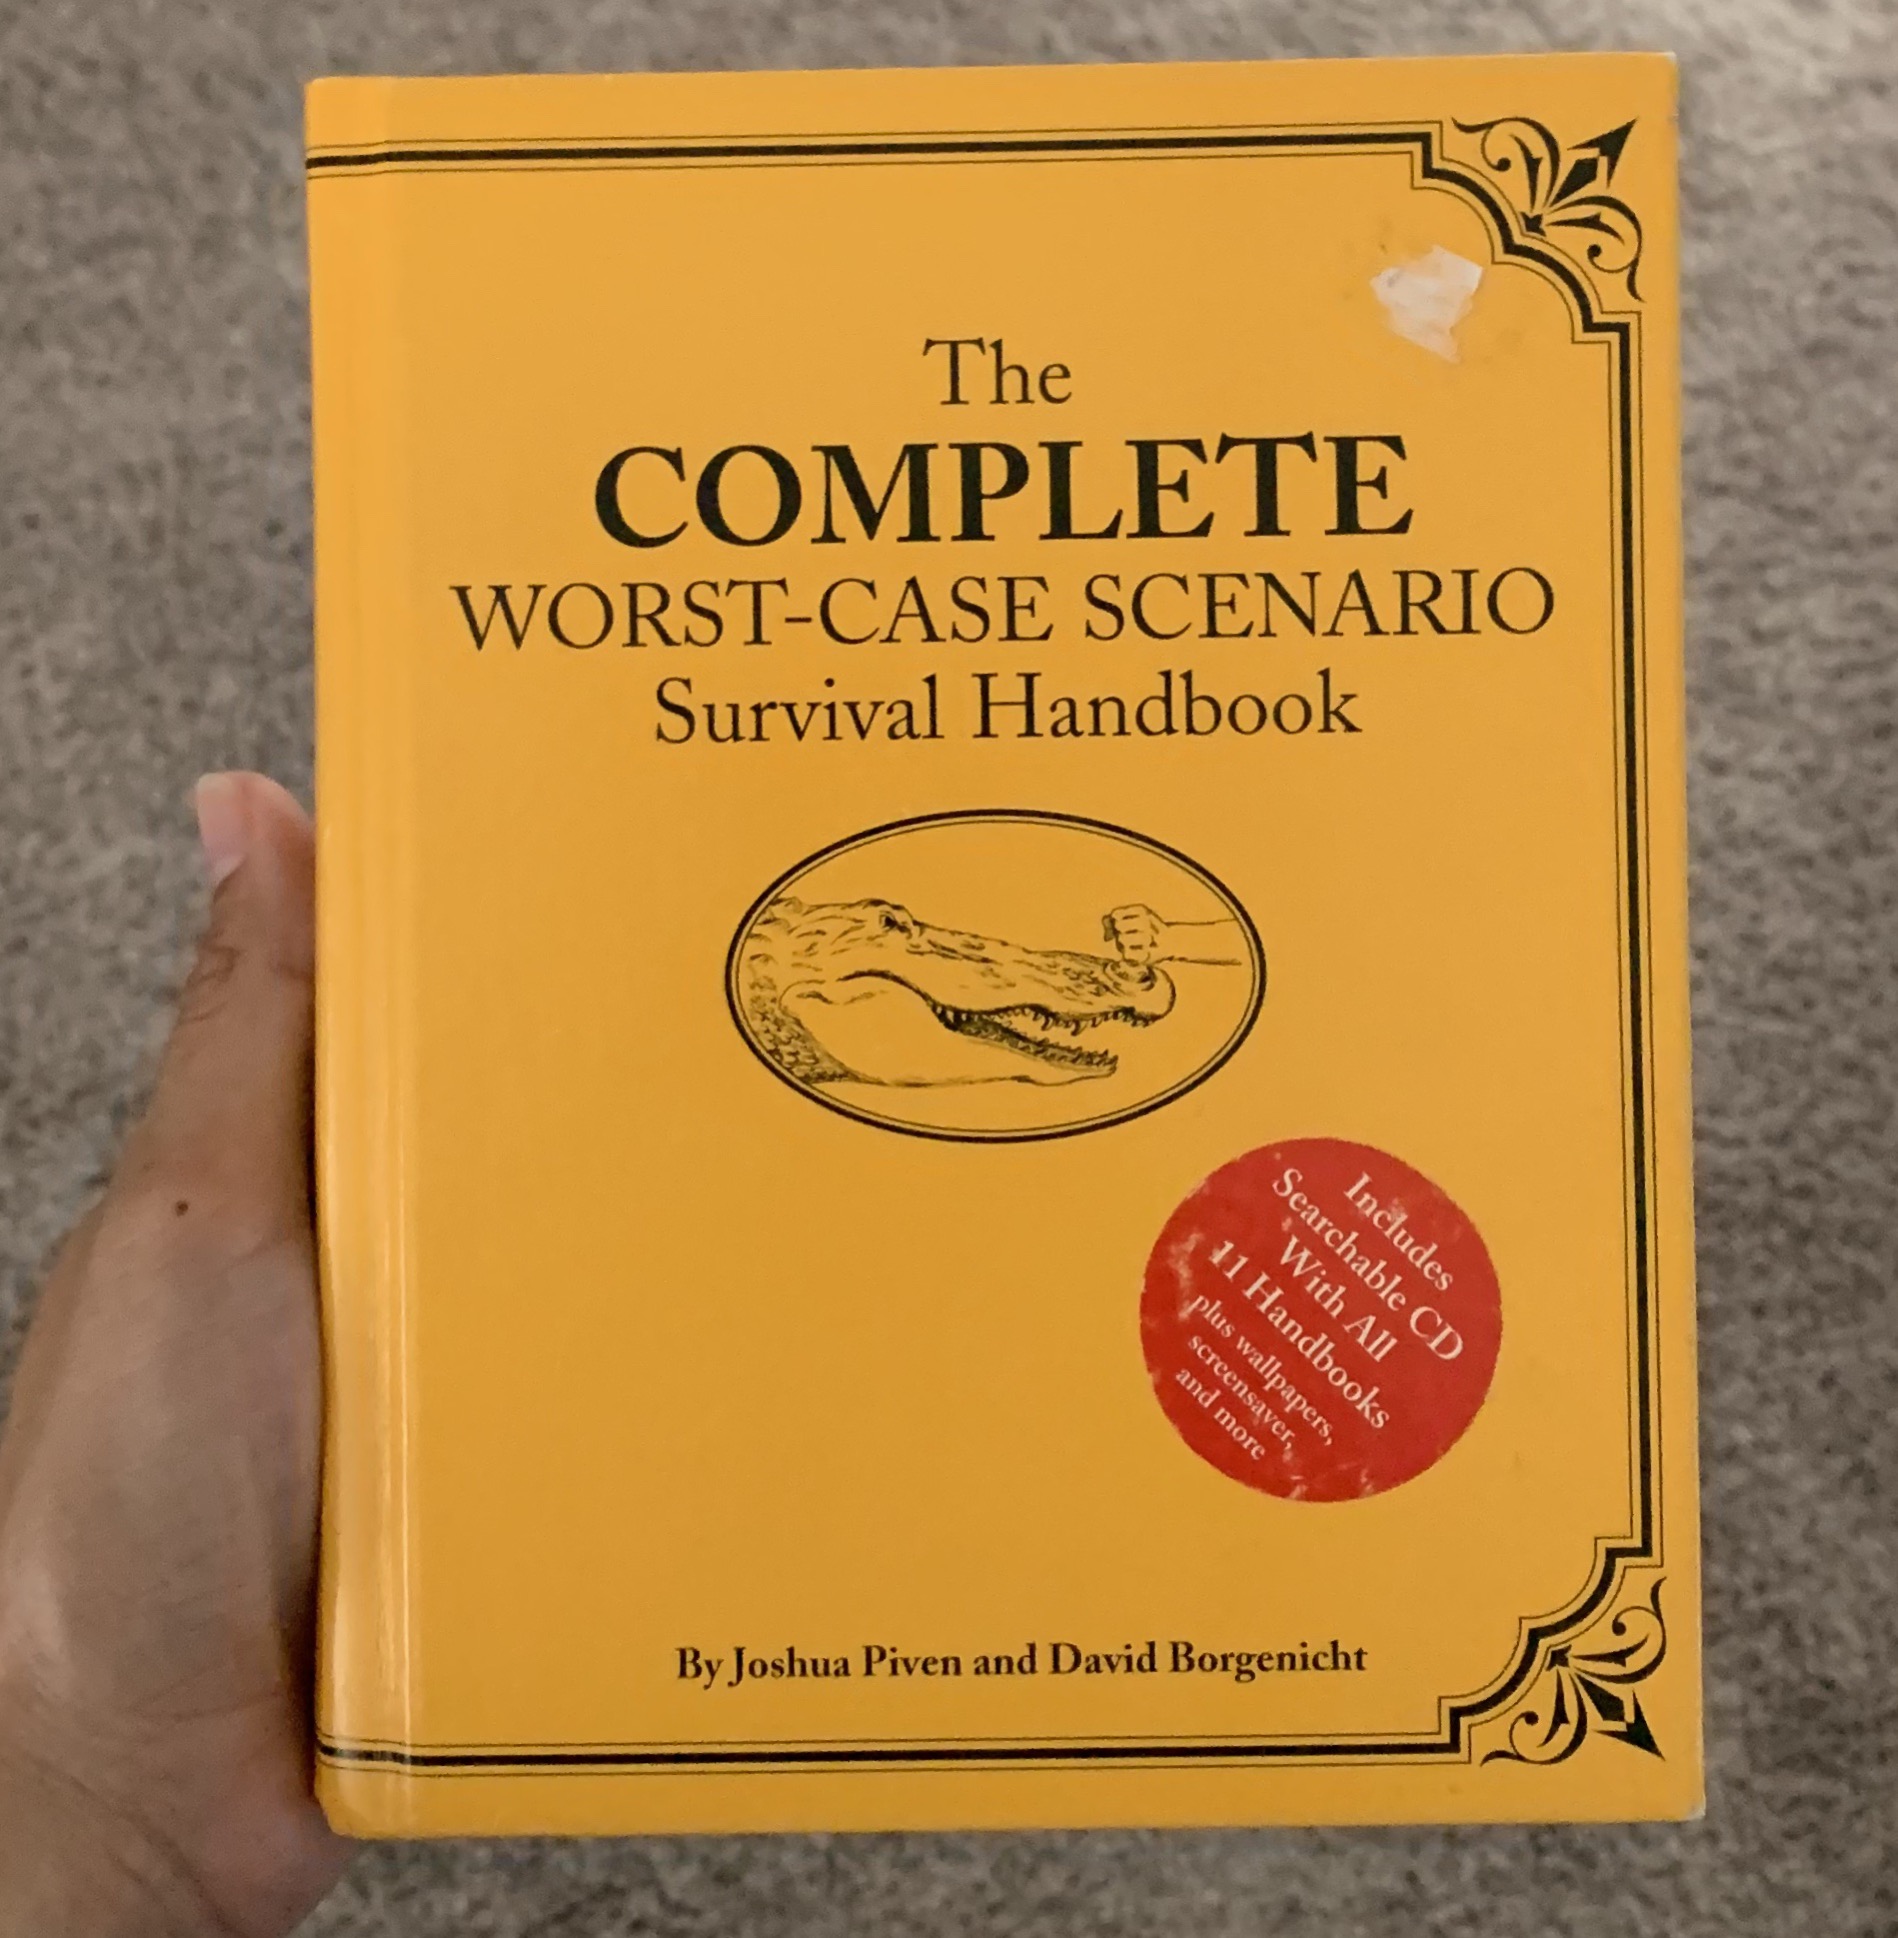 The
COMPLETE
WORST-CASE SCENARIO
Survival Handbook
Includes
Searchable CD
With All
11 Handbooks
plus wallpapers,
screensaver,
and more
By Joshua Piven and David Borgenicht